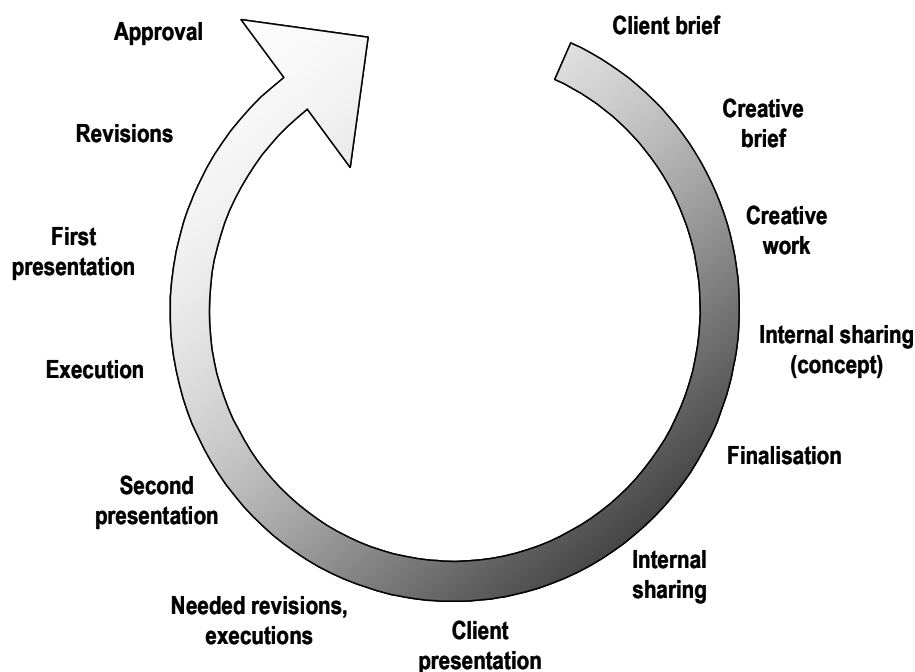 Client brief
Creative
brief
Creative
work
Internal sharing
(concept)
Finalisation
Internal
sharing
Client
presentation
Needed revisions,
executions
Second
presentation
Execution
First
presentation
Revisions
Approval